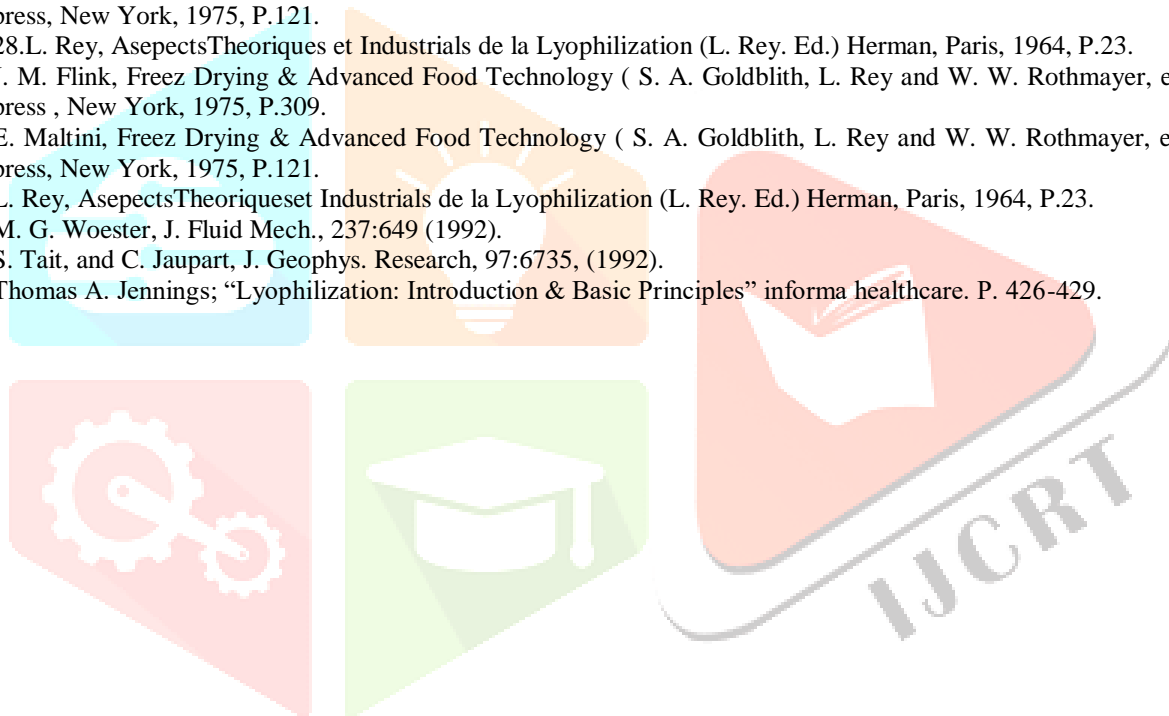 press, New York, 1975, P.121.
28.L. Rey, AsepectsTheoriques et Industrials de la Lyophilization (L. Rey. Ed.) Herman, Paris, 1964, P.23.
J. M. Flink, Freez Drying & Advanced Food Technology ( S. A. Goldblith, L. Rey and W. W. Rothmayer, e
press , New York, 1975, P.309.
E. Maltini, Freez Drying & Advanced Food Technology ( S. A. Goldblith, L. Rey and W. W. Rothmayer, e
press, New York, 1975, P.121.
L. Rey, AsepectsTheoriqueset Industrials de la Lyophilization (L. Rey. Ed.) Herman, Paris, 1964, P.23.
M. G. Woester, J. Fluid Mech., 237:649 (1992).
S. Tait, and C. Jaupart, J. Geophys. Research, 97:6735, (1992).
Thomas A. Jennings; “Lyophilization: Introduction & Basic Principles” informa healthcare. P. 426-429.
IJCRT